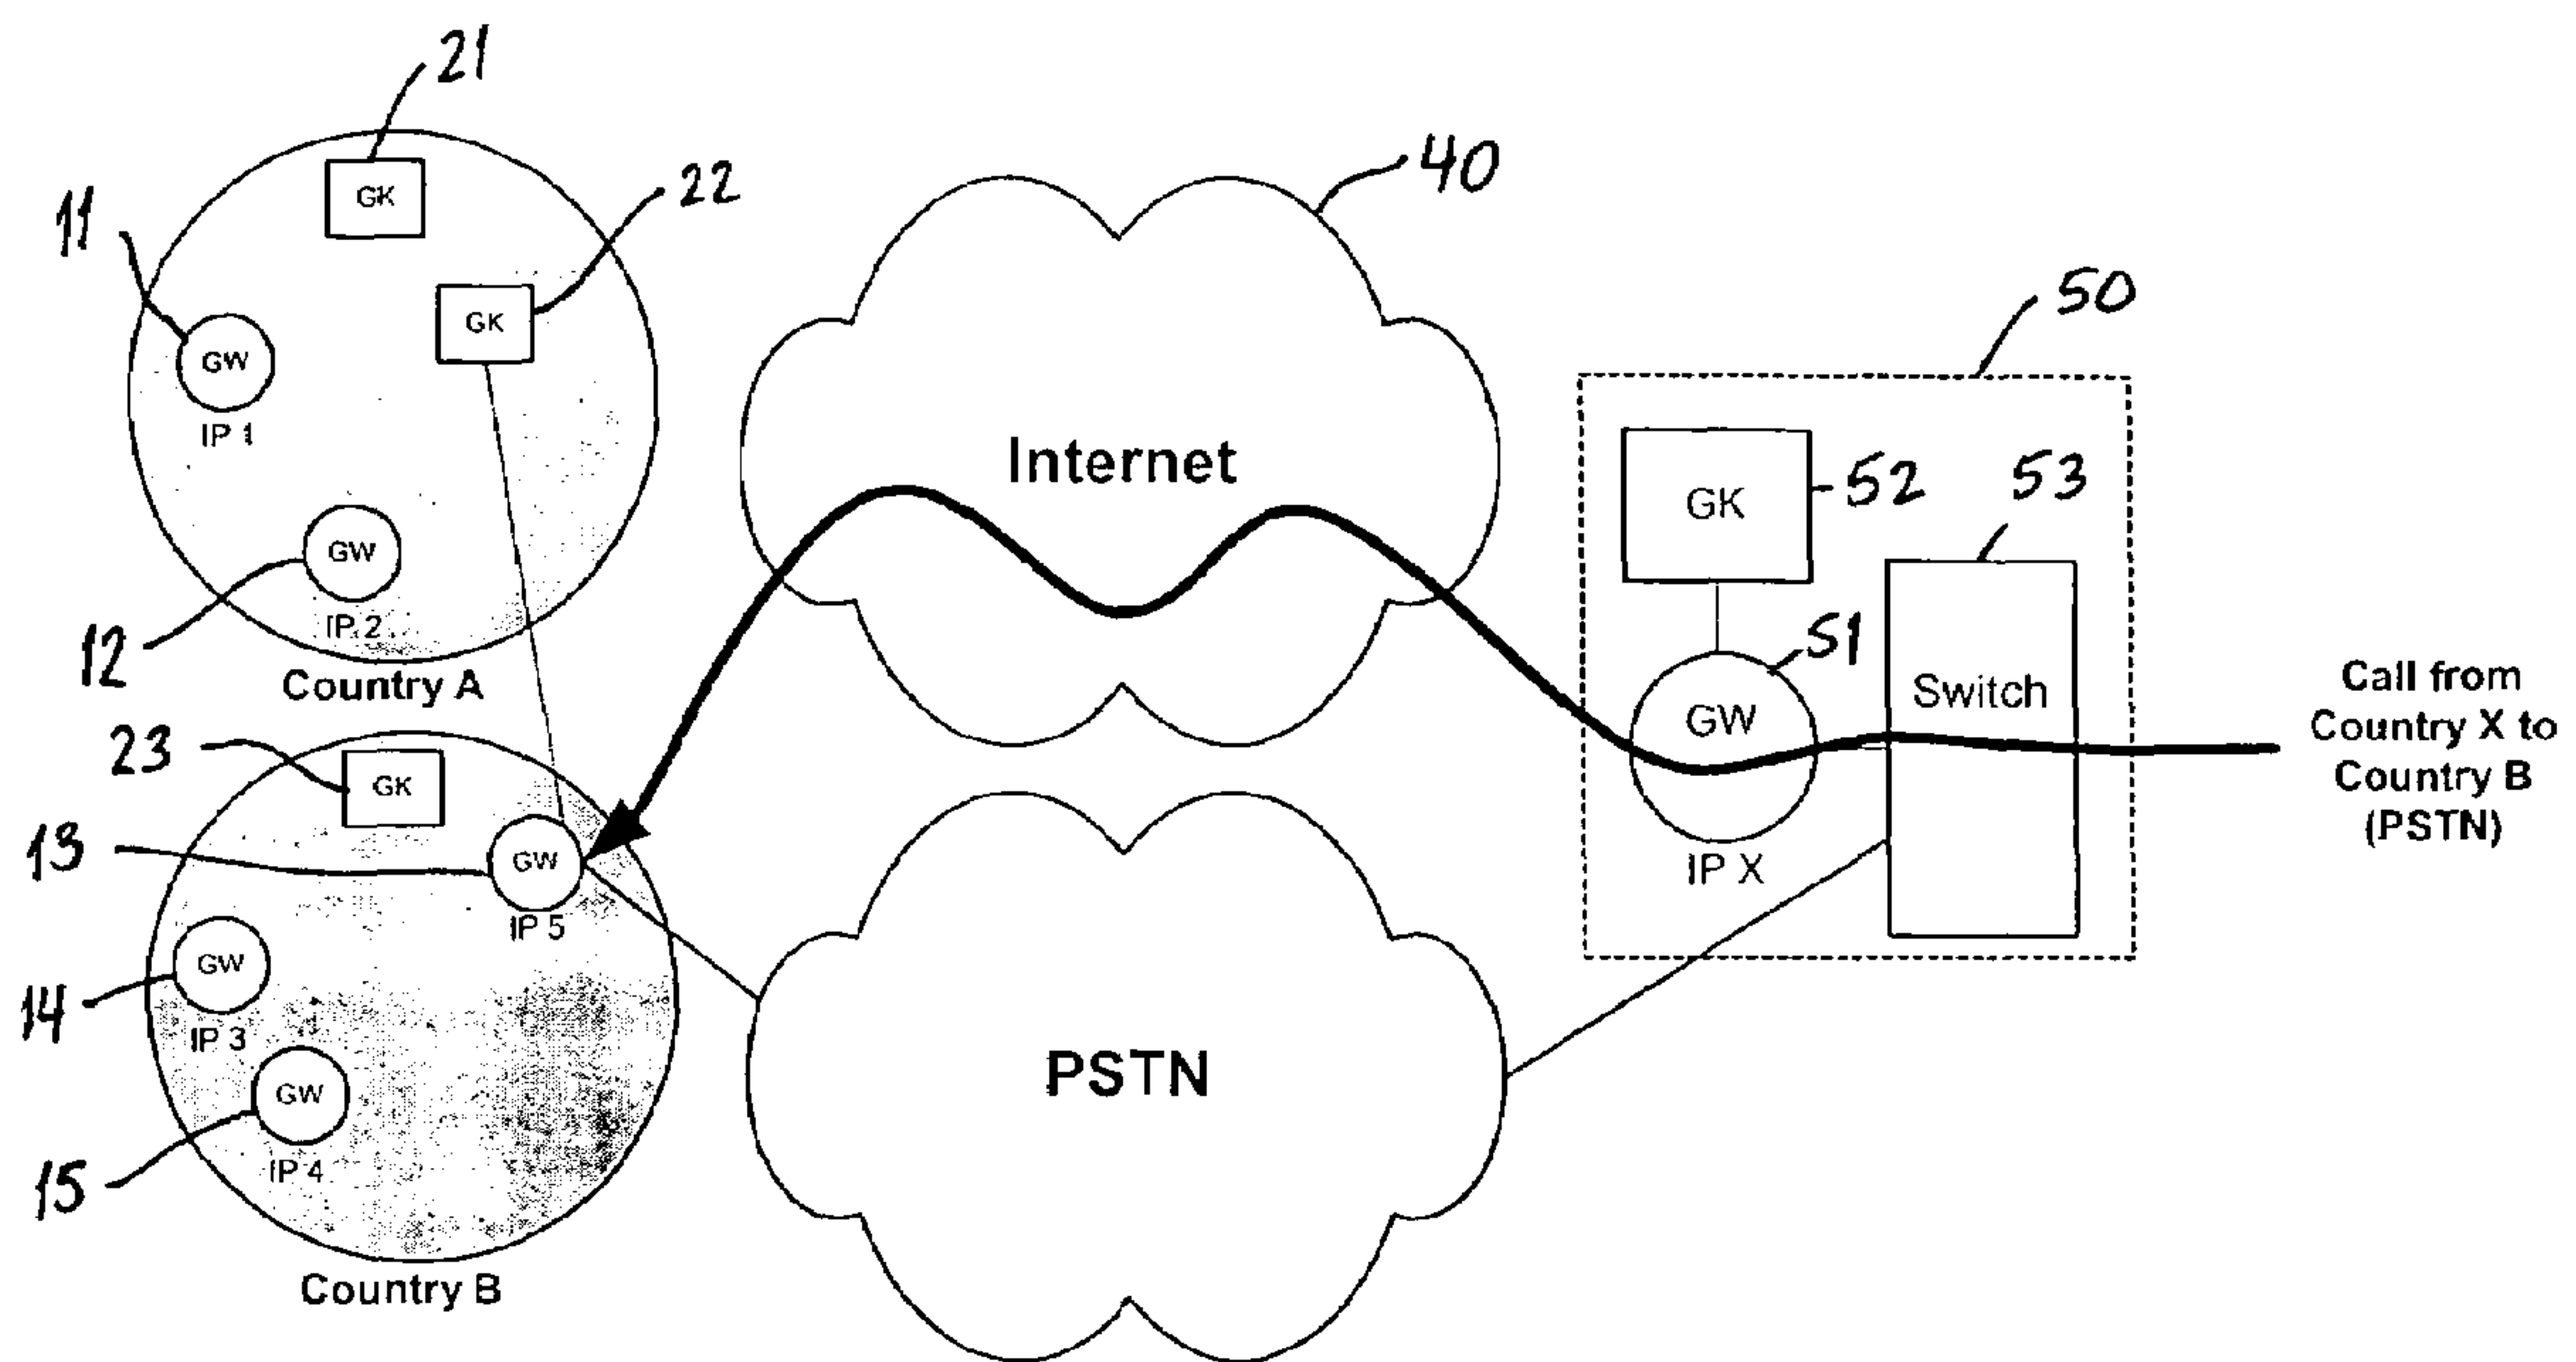 21
GK
22
11
GK
GW
IP 1
GW
12
IP 2
Country A
23
GK
13
GW
IP 5
GW
14
IP 3
GW
15
IP 4
Country B
40
Internet
PSTN
50
GK
52
53
51
GW
Switch
IP X
Call from
Country X to
Country B
(PSTN)